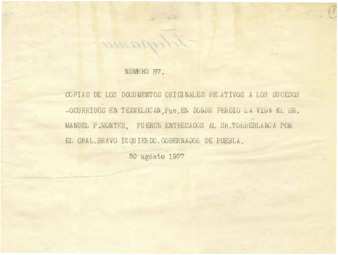 Telegrama
NUMERO 87.
COPIAS DE LOS DOCUMENTOS ORIGINALES RELATIVOS A LOS SUCESOS
-OCURRIDOS EN TEXMELUCAN, Pue, EN DONDE PERDIO LA VIDA EL SR.
MANUEL P. MONTES, FUERON ENTREGADOS AL SR. TORREBLANCA POR
EL GRAL. BRAVO IZQUIERDO, GOBERNADOR DE PUEBLA.
30 agosto 1927